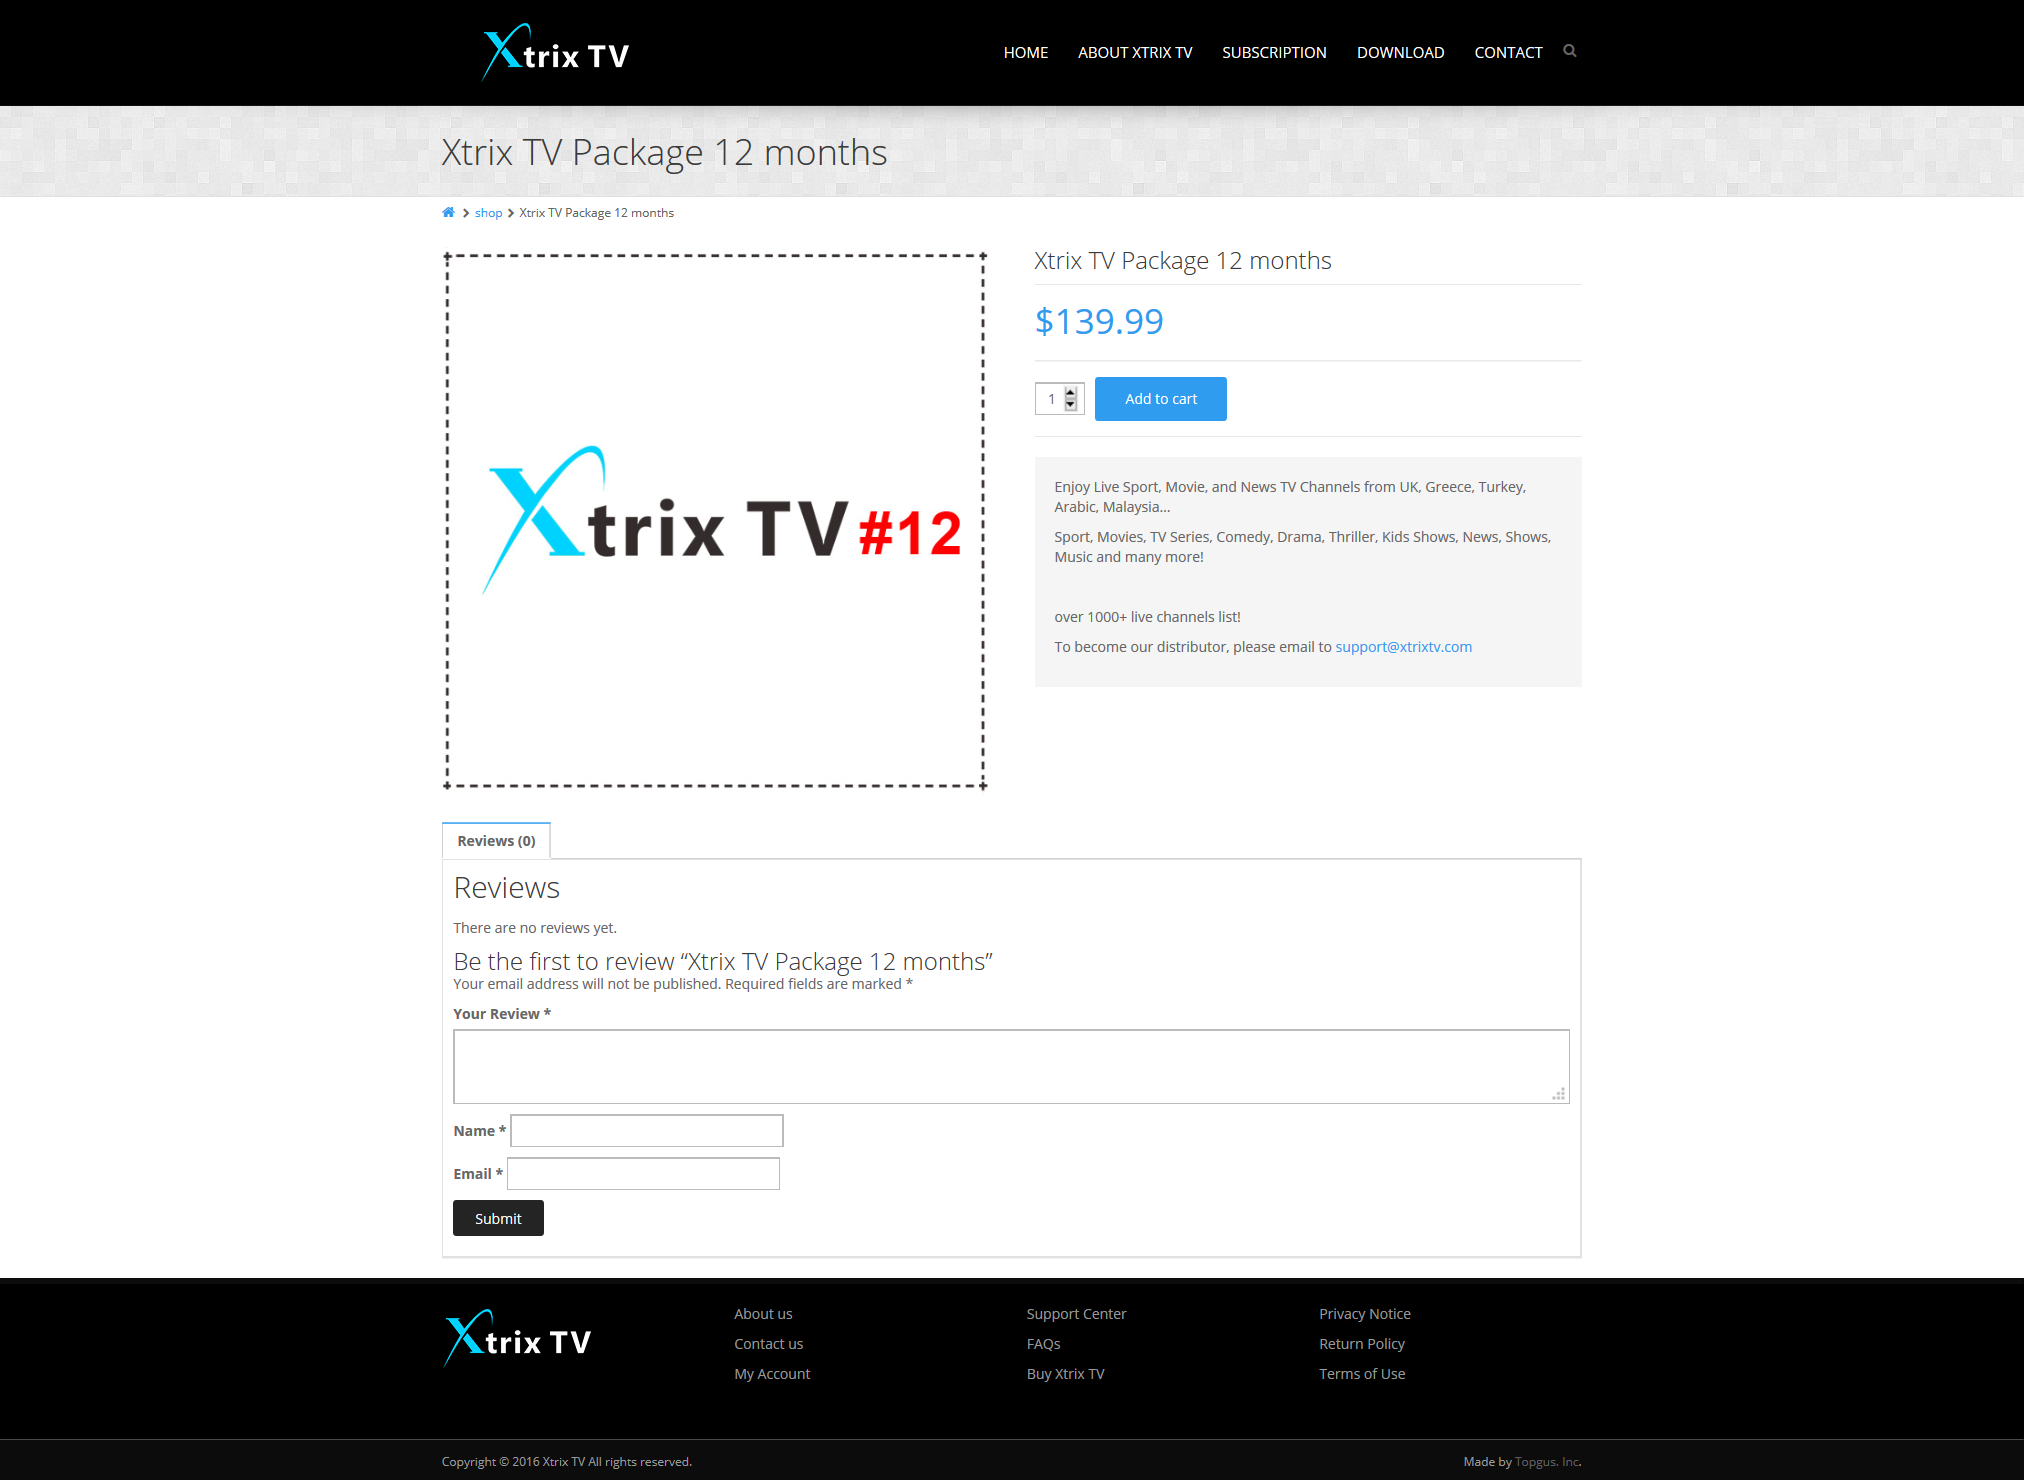 Xtrix TV
HOME ABOUT XTRIX TV SUBSCRIPTION DOWNLOAD CONTACT
Xtrix TV Package 12 months
shop Xtrix TV Package 12 months
Xtrix TV #12
Xtrix TV Package 12 months
$139.99
1 Add to cart
Enjoy Live Sport, Movie, and News TV Channels from UK, Greece, Turkey,
Arabic, Malaysia...
Sport, Movies, TV Series, Comedy, Drama, Thriller, Kids Shows, News, Shows,
Music and many more!
over 1000+ live channels list!
To become our distributor, please email to support@xtrixtv.com
Reviews (0)
Reviews
There are no reviews yet.
Be the first to review “Xtrix TV Package 12 months”
Your email address will not be published. Required fields are marked *
Your Review *
Name *
Email *
Submit
Xtrix TV
About us
Contact us
My Account
Support Center
FAQs
Buy Xtrix TV
Privacy Notice
Return Policy
Terms of Use
Copyright © 2016 Xtrix TV All rights reserved.
Made by Topgus. Inc.